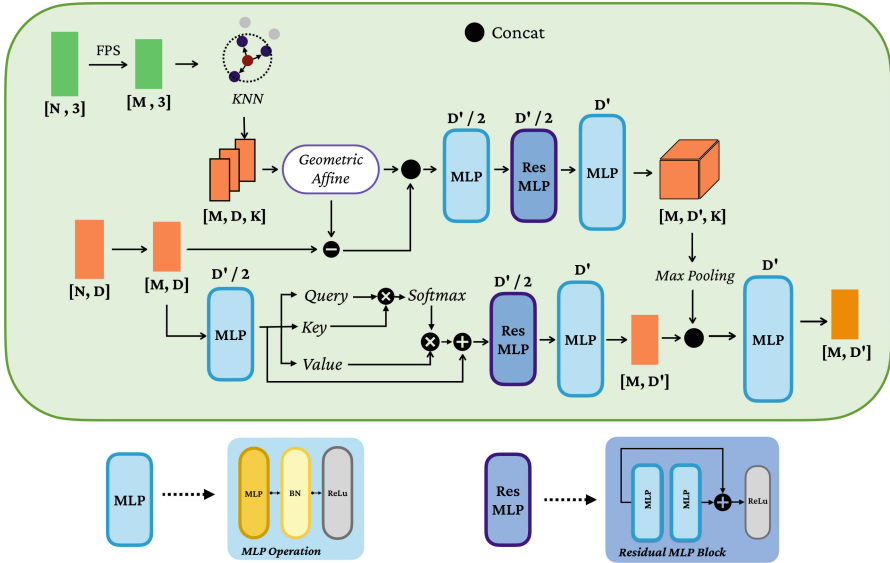 FPS
Concat
[N , 3]
[M , 3]
KNN
D' / 2
D' / 2
D'
Geometric
Affine
MLP
Res
MLP
MLP
[M, D, K]
[M, D', K]
[N, D]
[M, D]
D' / 2
MLP
Query
Key
Value
Softmax
D' / 2
Res
MLP
D'
MLP
[M, D']
Max Pooling
D'
MLP
[M, D']
MLP
MLP
BN
ReLu
MLP Operation
Res
MLP
MLP
MLP
ReLu
Residual MLP Block